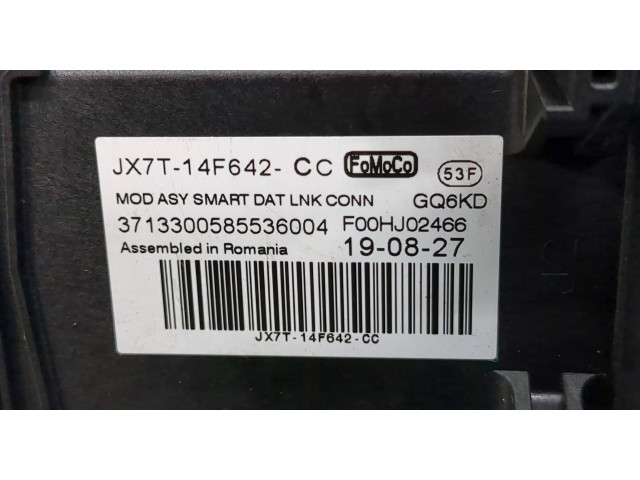 JX7T-14F642- CC FoMoCo 53F
MOD ASY SMART DAT LNK CONN GQ6KD
3713300585536004 F00HJ02466
Assembled in Romania 19-08-27
JX7T-14F642-CC